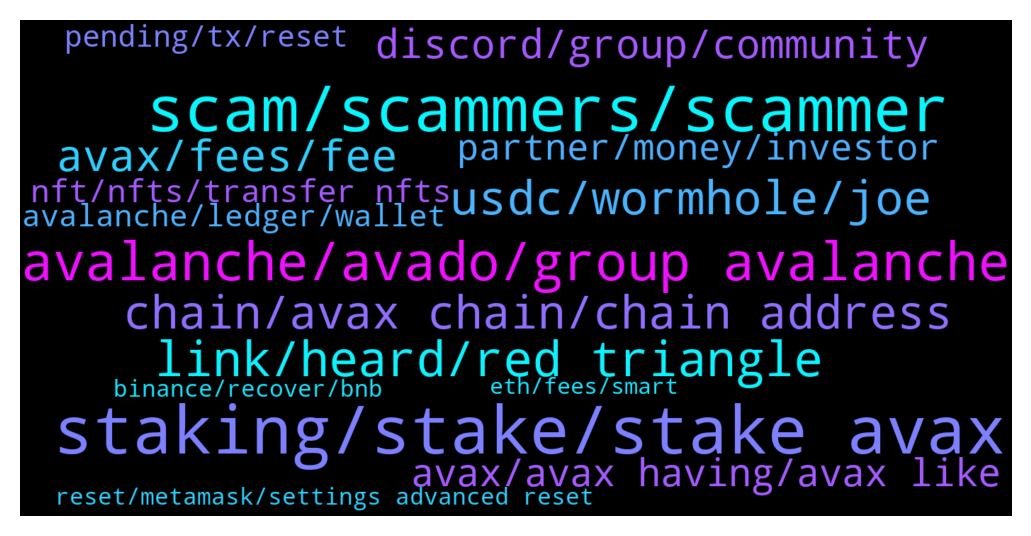 pending/tx/reset
discord/group/community
scam/scammers/scammer
avax/fees/fee
partner/money/investor
nft/nfts/transfer nfts
usdc/wormhole/joe
avalanche/ledger/wallet
avalanche/avado/group avalanche
chain/avax chain/chain address
link/heard/red triangle
binance/recover/bnb
eth/fees/smart
staking/stake/stake avax
avax/avax having/avax like
reset/metamask/settings advanced reset